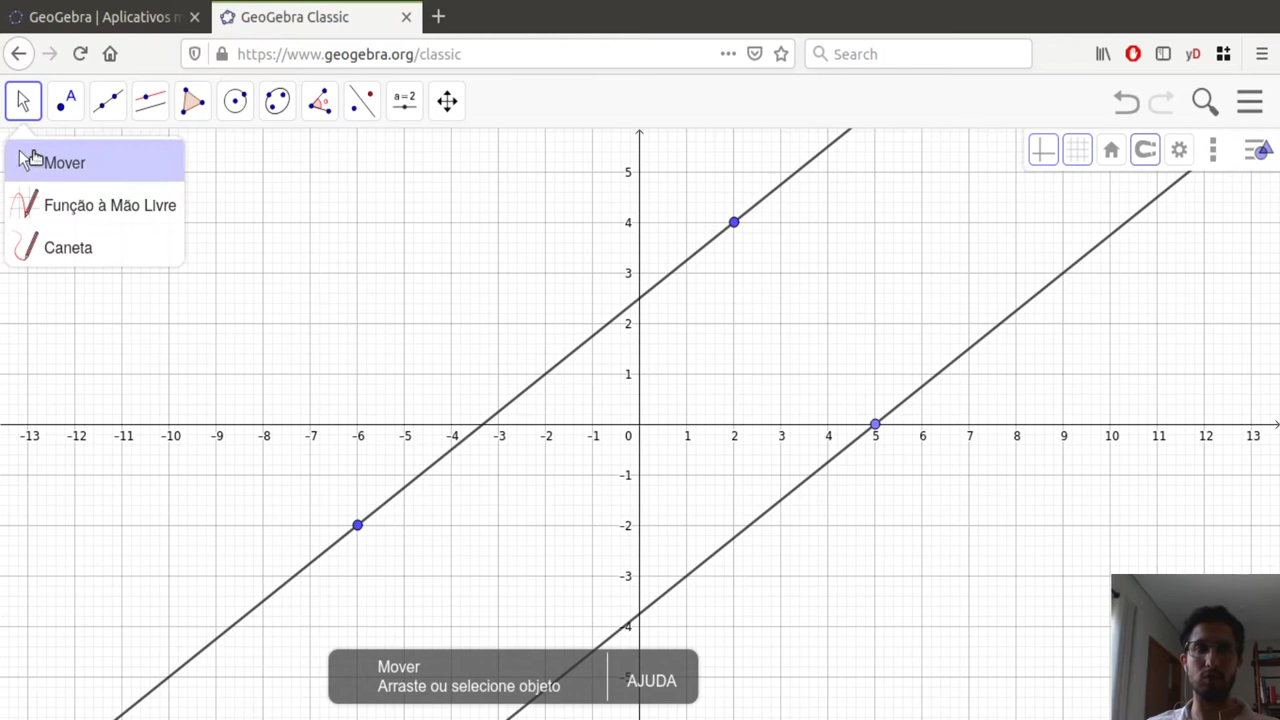 GeoGebra | Aplicativos m
GeoGebra Classic
https://www.geogebra.org/classic
Search
yD
A
α
a=2
Mover
Função à Mão Livre
Caneta
5
4
3
2
1
-13 -12 -11 -10 -9 -8 -7 -6 -5 -4 -3 -2 -1 0 1 2 3 4 5 6 7 8 9 10 11 12 13
-1
-2
-3
-4
-5
Mover
Arraste ou selecione objeto
AJUDA